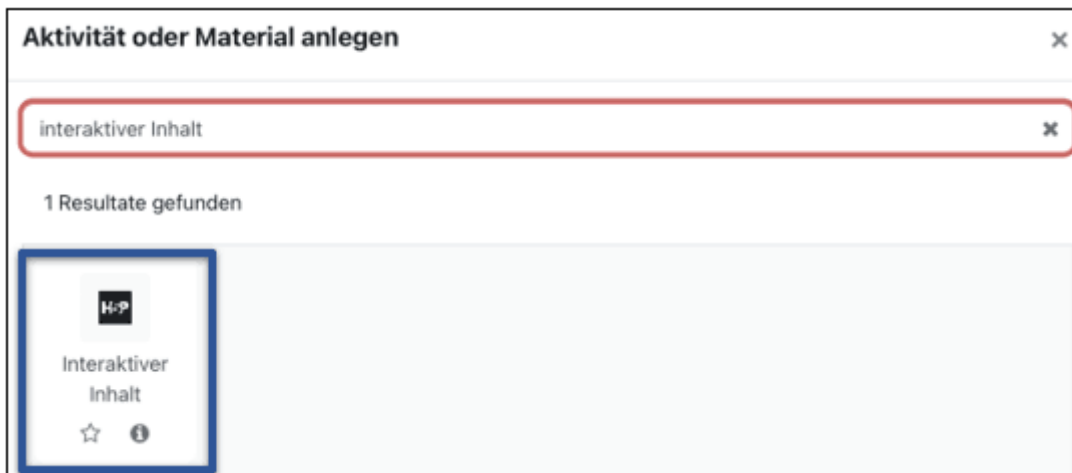 Aktivität oder Material anlegen
interaktiver Inhalt
1 Resultate gefunden
H5P
Interaktiver
Inhalt